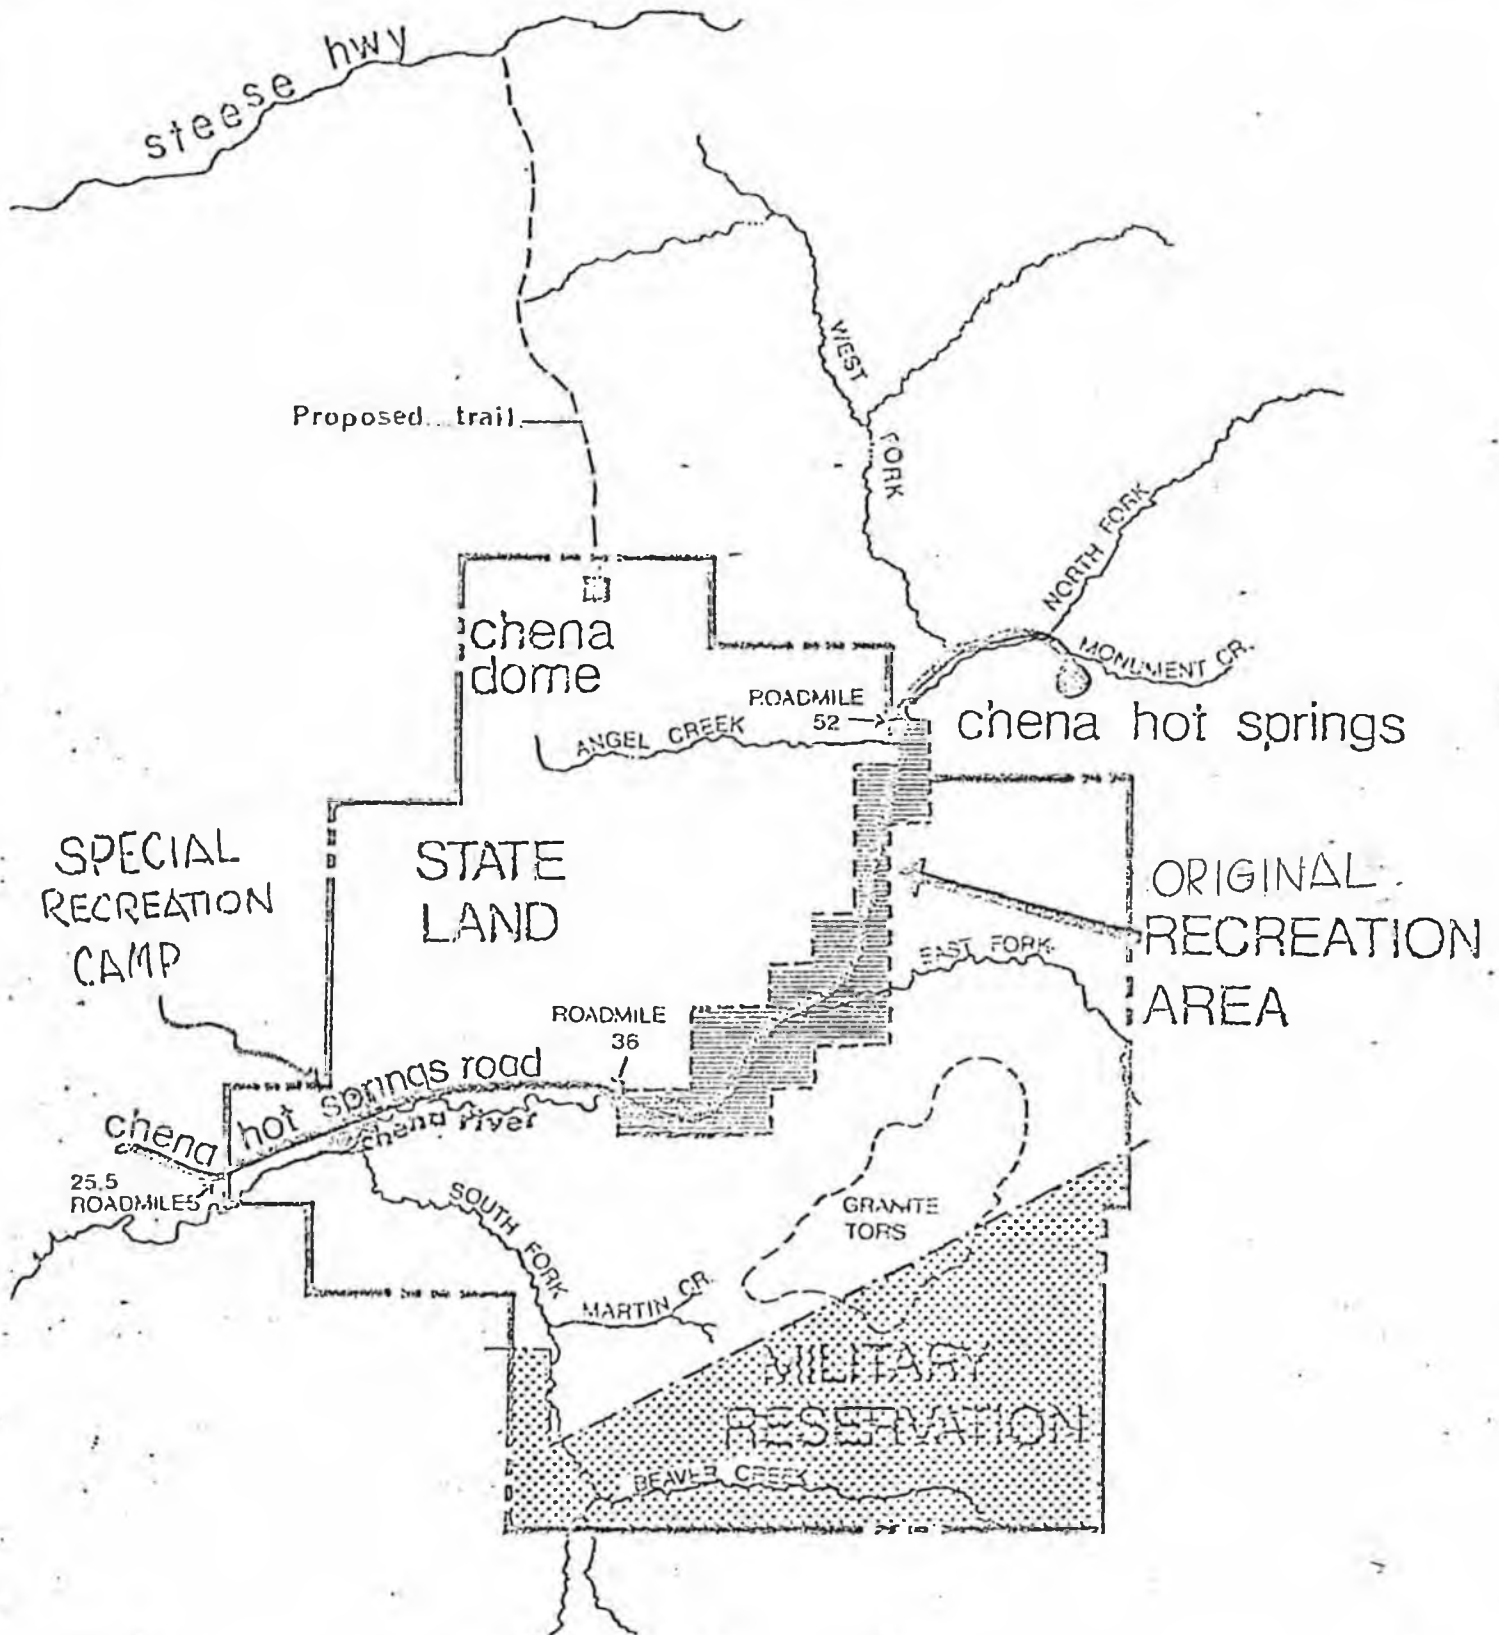 steese hwy
Proposed trail
WEST
FORK
NORTH FORK
MONUMENT CR.
chena
dome
ROADMILE
52
chena hot springs
ANGEL CREEK
SPECIAL
RECREATION
CAMP
STATE
LAND
ORIGINAL
RECREATION
AREA
EAST FORK
ROADMILE
36
chena hot springs road
chena river
25.5
ROADMILES
SOUTH FORK
GRANITE
TORS
MARTIN CR.
MILITARY
RESERVATION
BEAVER CREEK